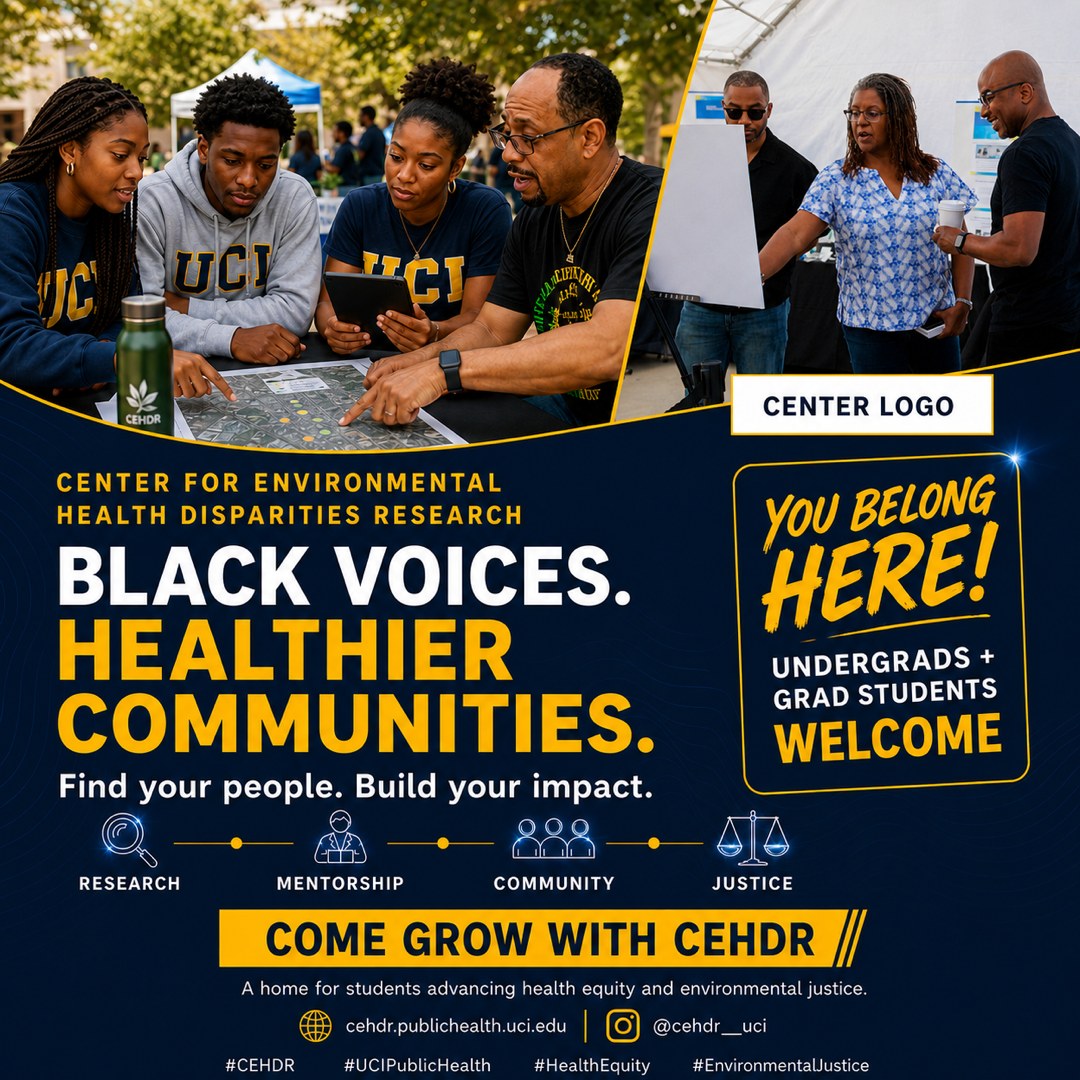 UCI
UCI
UCI
CEHDR
CENTER LOGO
CENTER FOR ENVIRONMENTAL
HEALTH DISPARITIES RESEARCH
BLACK VOICES.
HEALTHIER
COMMUNITIES.
Find your people. Build your impact.
YOU BELONG
HERE!
UNDERGRADS +
GRAD STUDENTS
WELCOME
RESEARCH
MENTORSHIP
COMMUNITY
JUSTICE
COME GROW WITH CEHDR
A home for students advancing health equity and environmental justice.
cehdr.publichealth.uci.edu | @cehdr__uci
#CEHDR #UCIPublicHealth #HealthEquity #EnvironmentalJustice